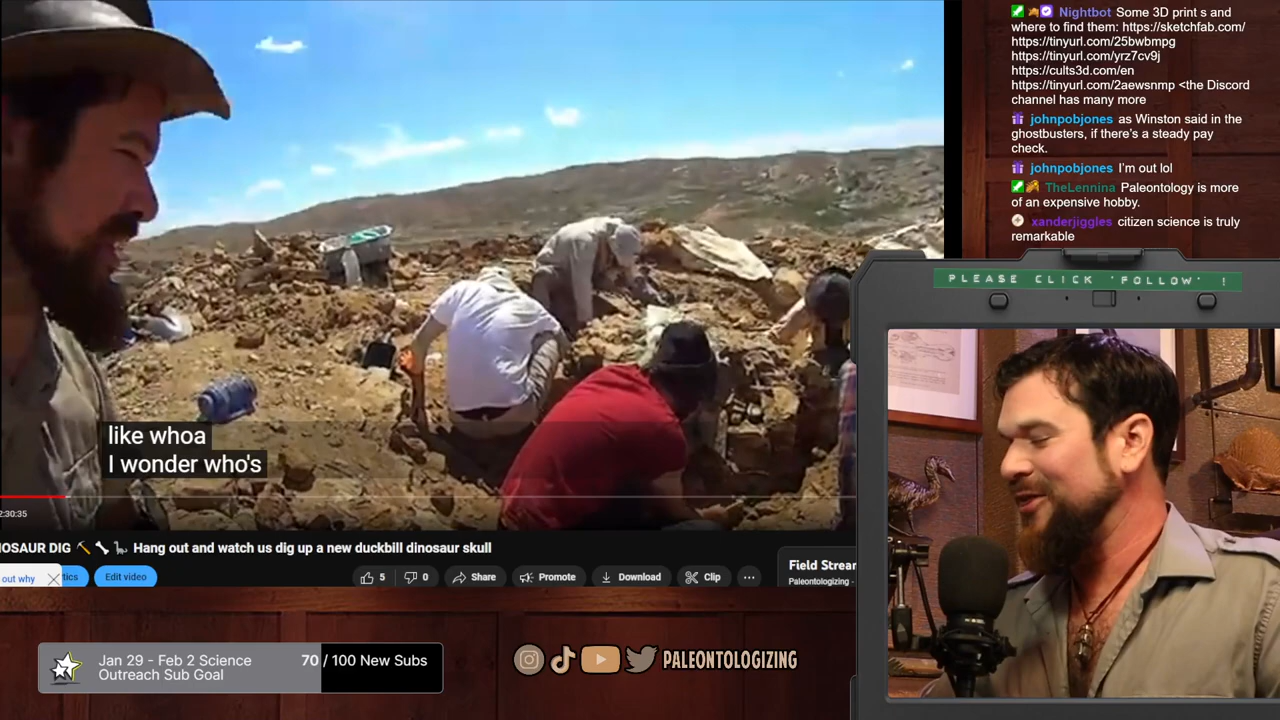 Nightbot Some 3D print s and
where to find them: https://sketchfab.com/
https://tinyurl.com/25bwbmpg
https://tinyurl.com/yrz7cv9j
https://cults3d.com/en
https://tinyurl.com/2aewsnmp <the Discord
channel has many more
johnpobjones as Winston said in the
ghostbusters, if there's a steady pay
check.
johnpobjones I'm out lol
TheLennina Paleontology is more
of an expensive hobby.
xanderjiggles citizen science is truly
remarkable
PLEASE CLICK 'FOLLOW' !
like whoa
I wonder who's
2:30:35
NOSAUR DIG Hang out and watch us dig up a new duckbill dinosaur skull
out why
tics
Edit video
5
0
Share
Promote
Download
Clip
Field Strear
Paleontologizing -
Jan 29 - Feb 2 Science
Outreach Sub Goal
70 / 100 New Subs
PALEONTOLOGIZING